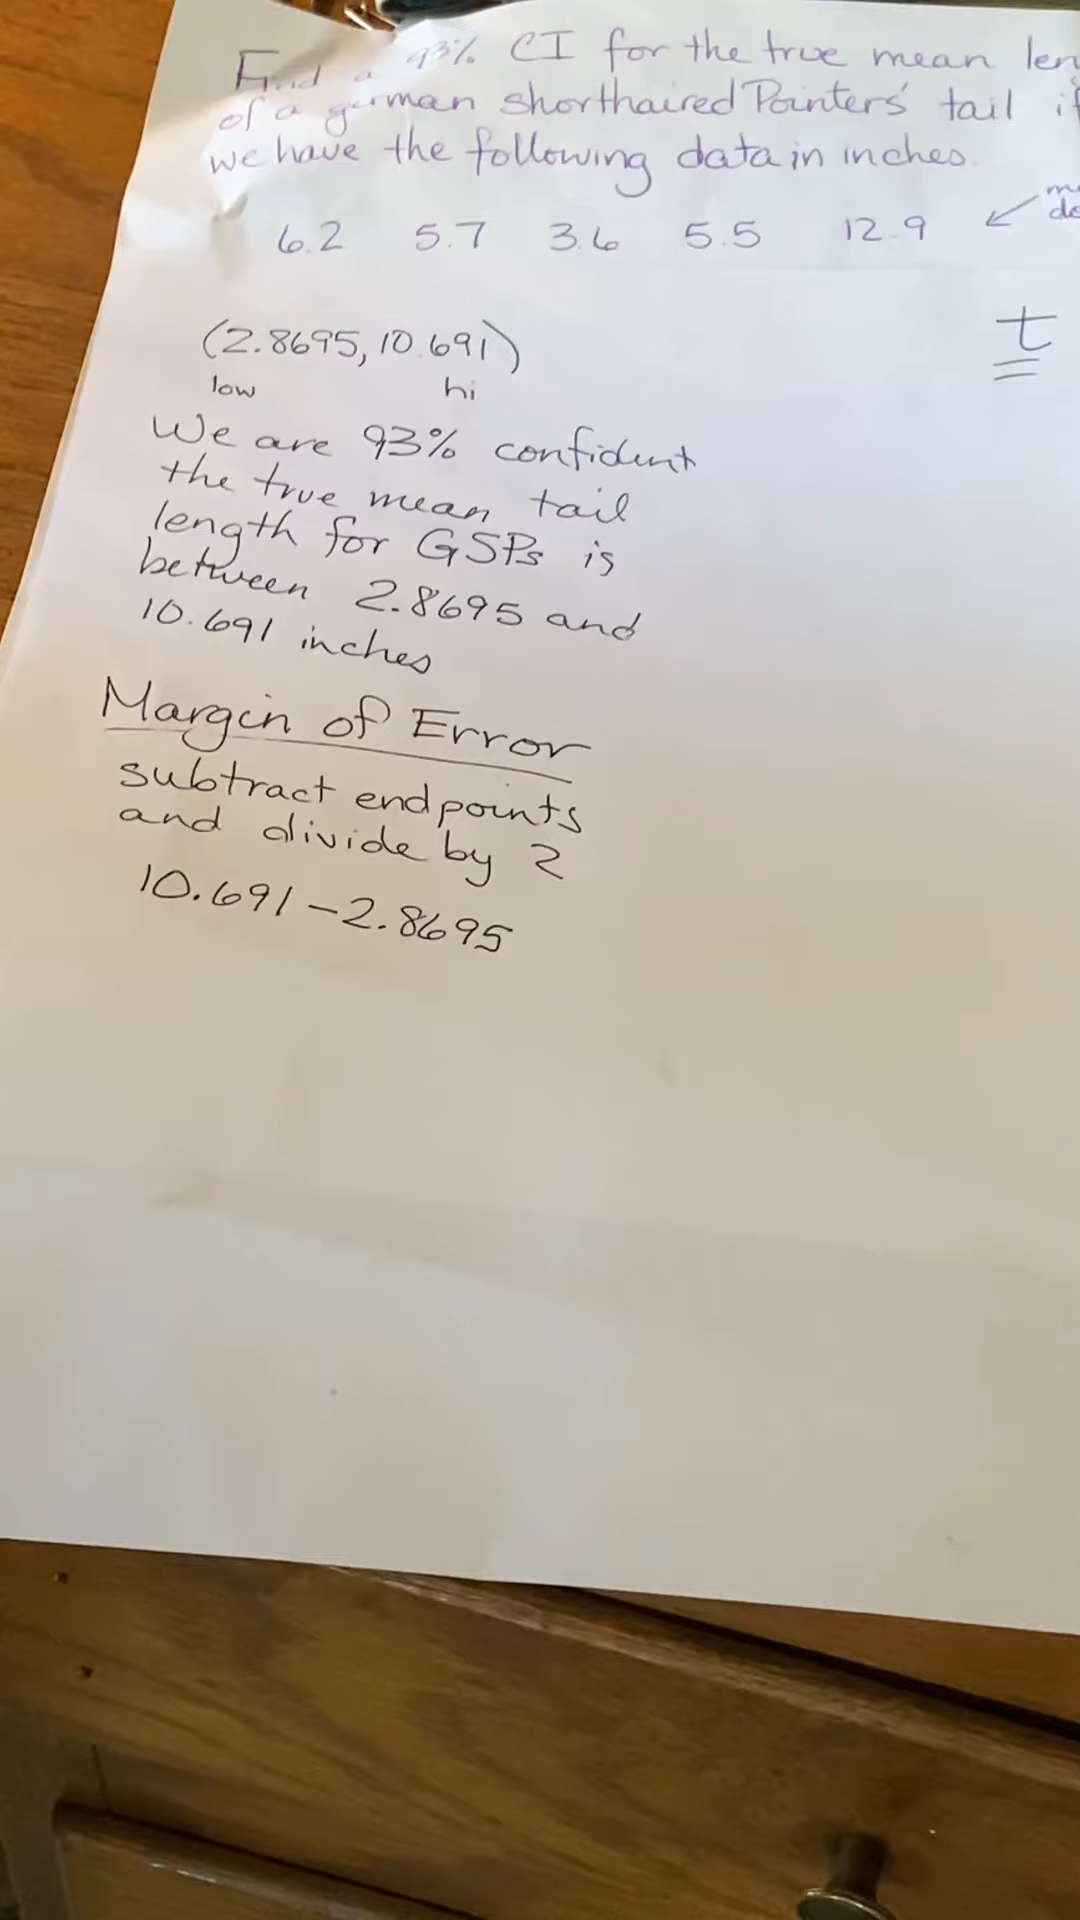 Find a 93% CI for the true mean len
of a german shorthaired Pointers' tail if
we have the following data in inches.
6.2 5.7 3.6 5.5 12.9
(2.8695, 10.691)
t
low hi
We are 93% confident
the true mean tail
length for GSPs is
between 2.8695 and
10.691 inches
Margin of Error
subtract endpoints
and divide by 2
10.691 - 2.8695